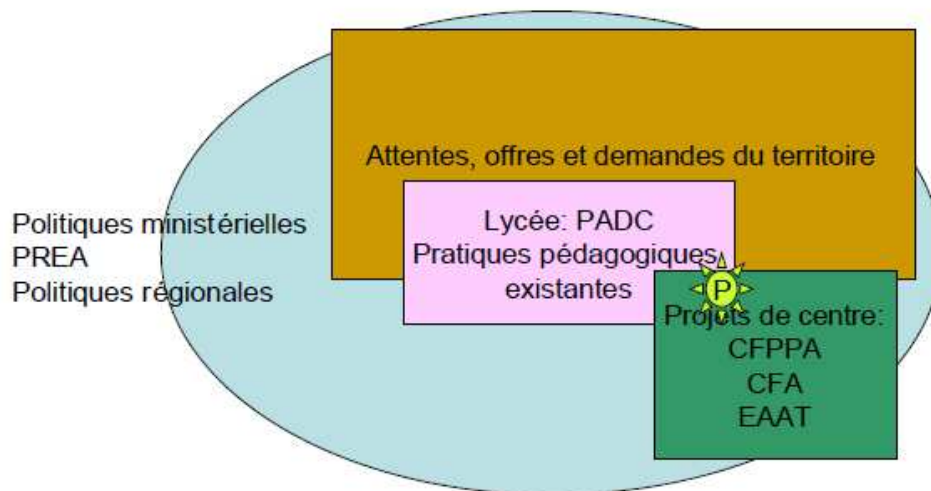 Attentes, offres et demandes du territoire
Politiques ministérielles
PREA
Politiques régionales
Lycée: PADC
Pratiques pédagogiques
existantes
P
Projets de centre:
CFPPA
CFA
EAAT